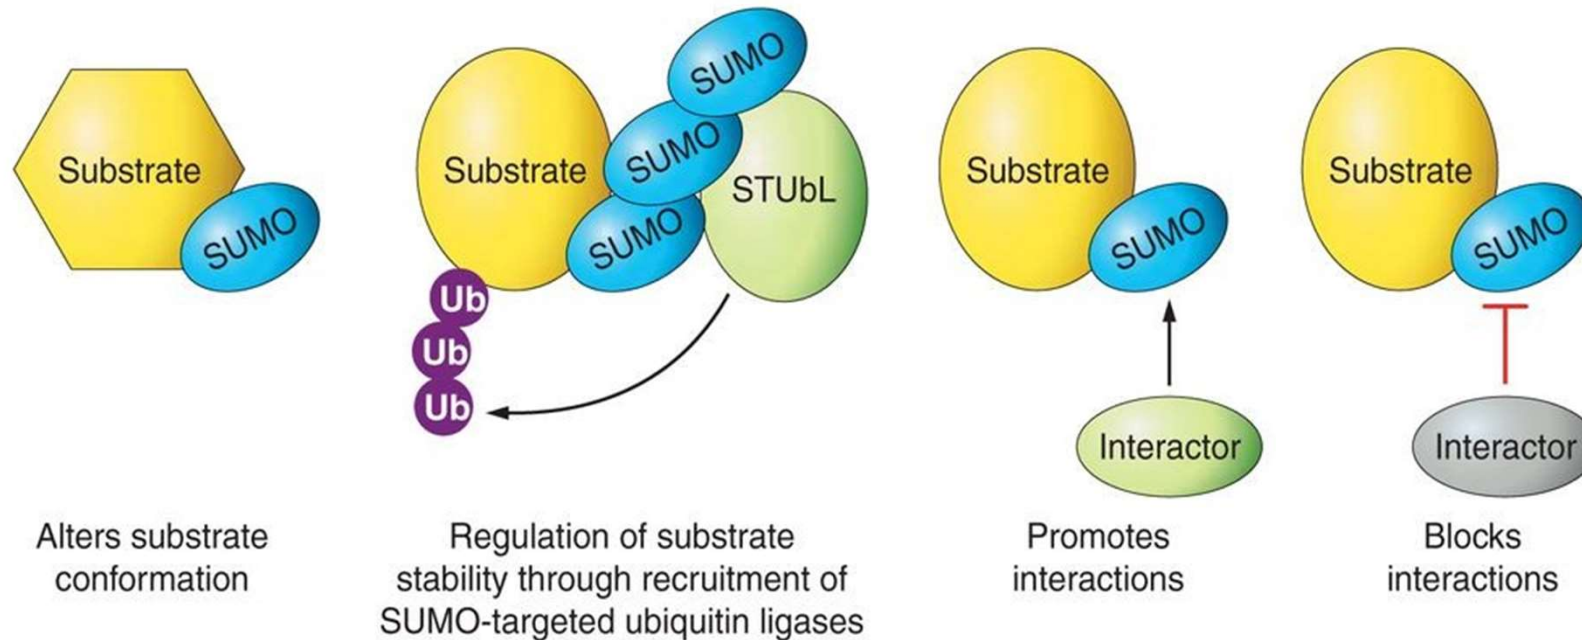 Substrate
SUMO
Alters substrate
conformation
Substrate
SUMO
SUMO
SUMO
STUbL
Ub
Ub
Ub
Regulation of substrate
stability through recruitment of
SUMO-targeted ubiquitin ligases
Substrate
SUMO
Interactor
Promotes
interactions
Substrate
SUMO
Interactor
Blocks
interactions